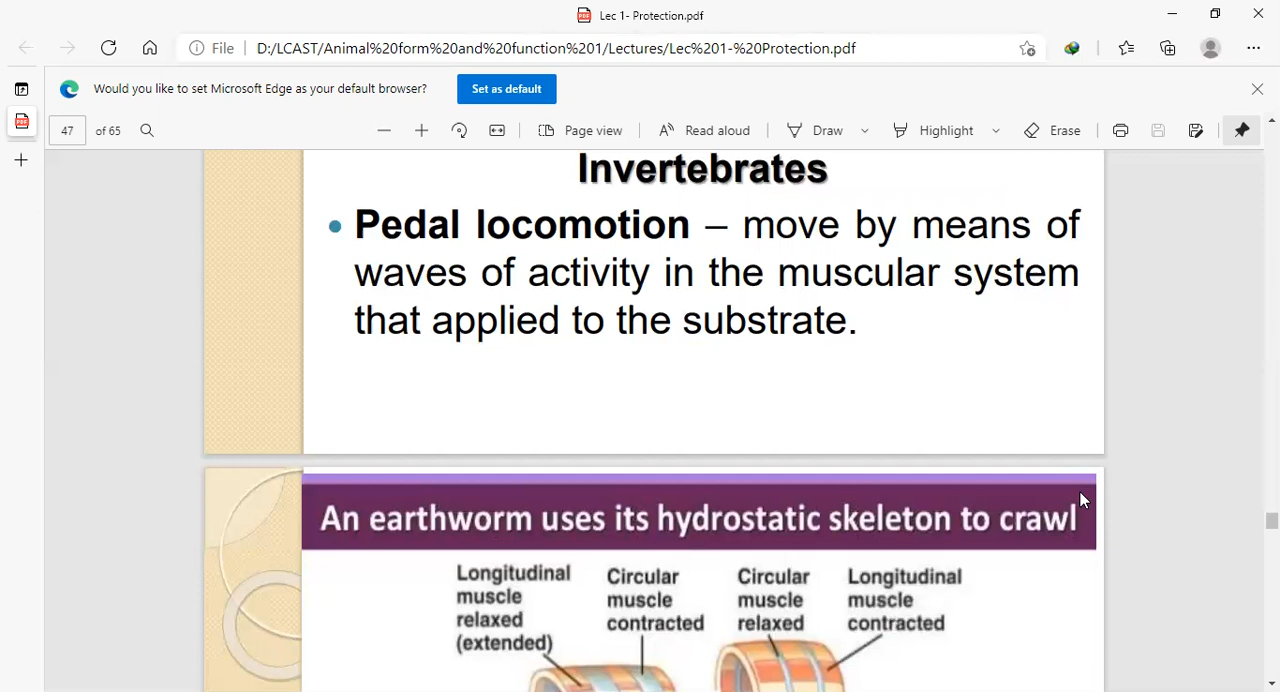 Lec 1- Protection.pdf
File D:/LCAST/Animal%20form%20and%20function%201/Lectures/Lec%201-%20Protection.pdf
Would you like to set Microsoft Edge as your default browser? Set as default
47 of 65 Page view Read aloud Draw Highlight Erase
Invertebrates
• Pedal locomotion – move by means of
waves of activity in the muscular system
that applied to the substrate.
An earthworm uses its hydrostatic skeleton to crawl
Longitudinal
muscle
relaxed
(extended)
Circular
muscle
contracted
Circular
muscle
relaxed
Longitudinal
muscle
contracted